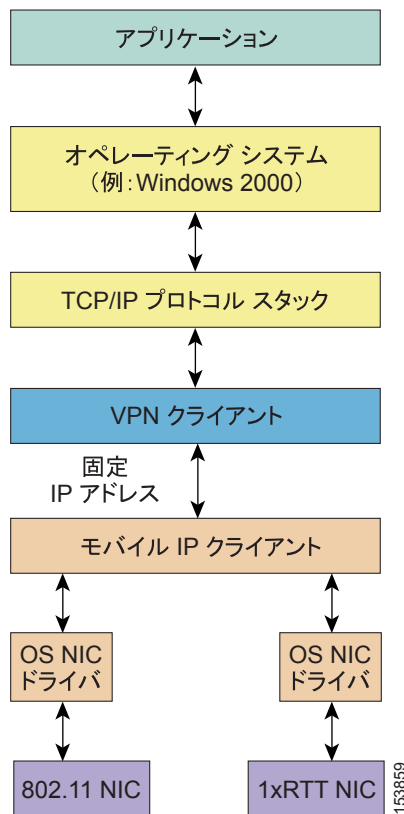 アプリケーション
オペレーティング システム
（例：Windows 2000）
TCP/IP プロトコル スタック
VPN クライアント
固定
IP アドレス
モバイル IP クライアント
OS NIC
ドライバ
OS NIC
ドライバ
802.11 NIC
1xRTT NIC
153859